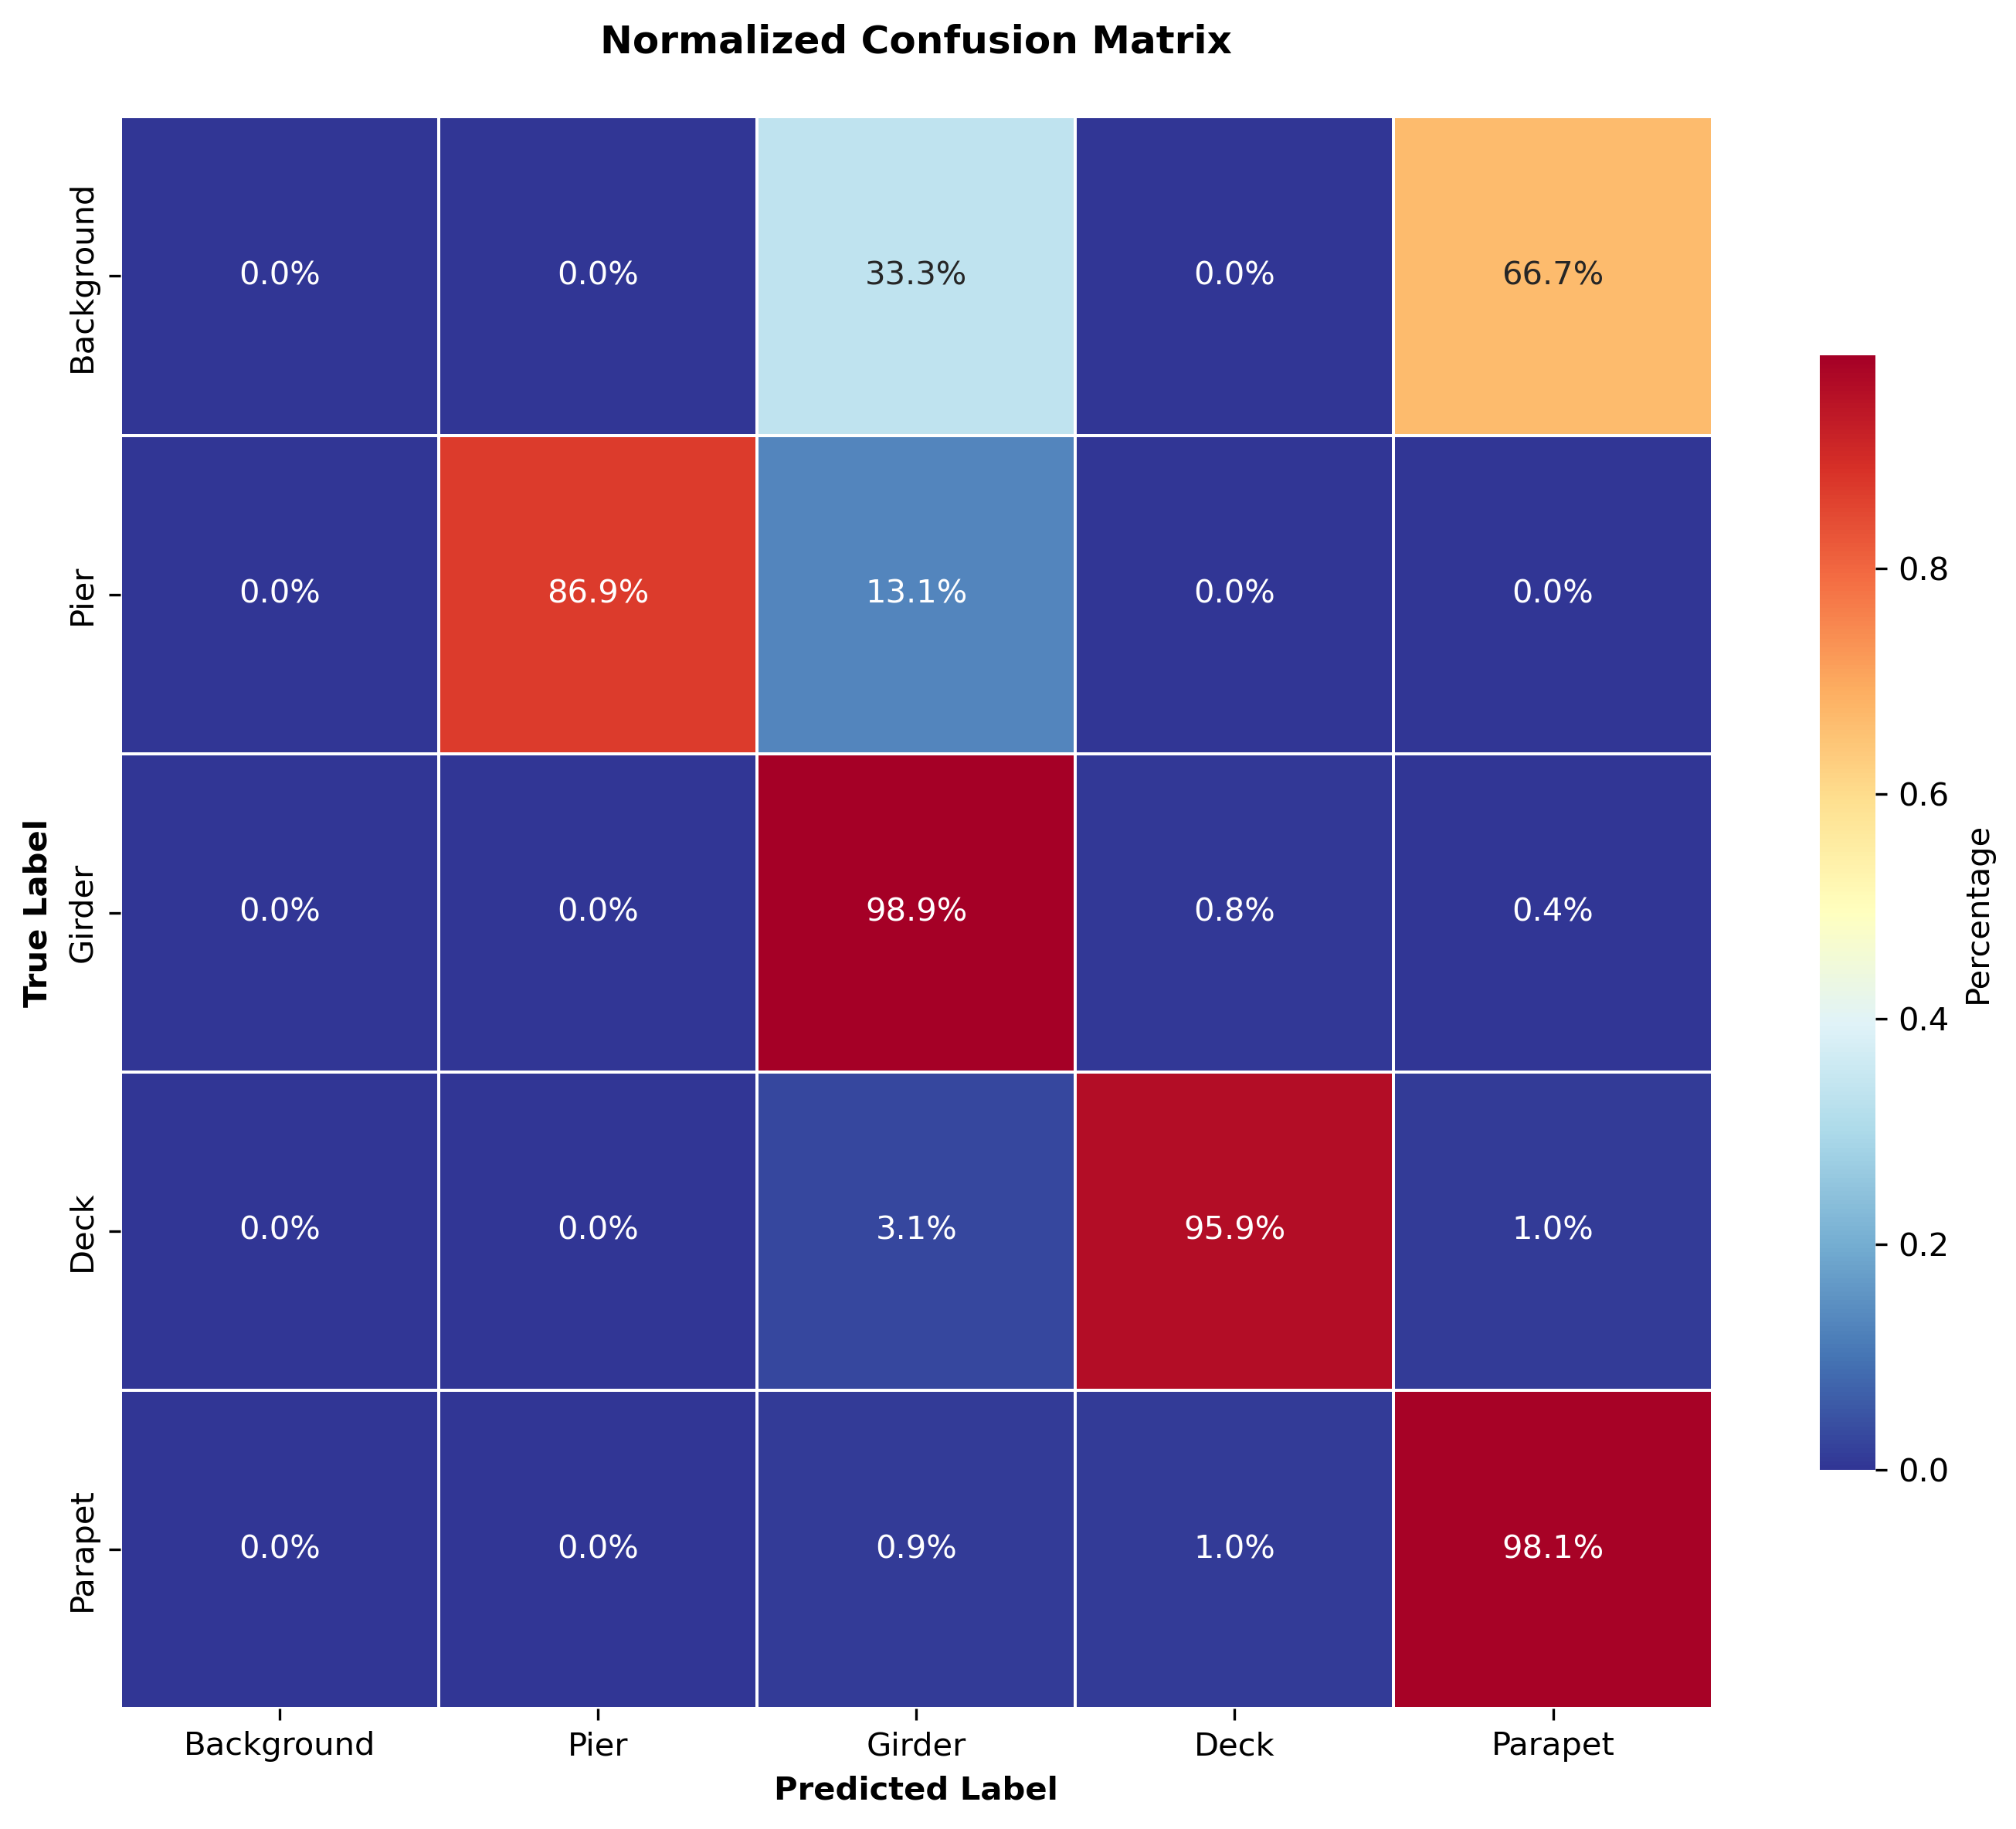 Normalized Confusion Matrix
True Label
Background
0.0% 0.0% 33.3% 0.0% 66.7%
Pier
0.0% 86.9% 13.1% 0.0% 0.0%
Girder
0.0% 0.0% 98.9% 0.8% 0.4%
Deck
0.0% 0.0% 3.1% 95.9% 1.0%
Parapet
0.0% 0.0% 0.9% 1.0% 98.1%
Background Pier Girder Deck Parapet
Predicted Label
0.8
0.6
0.4
0.2
0.0
Percentage